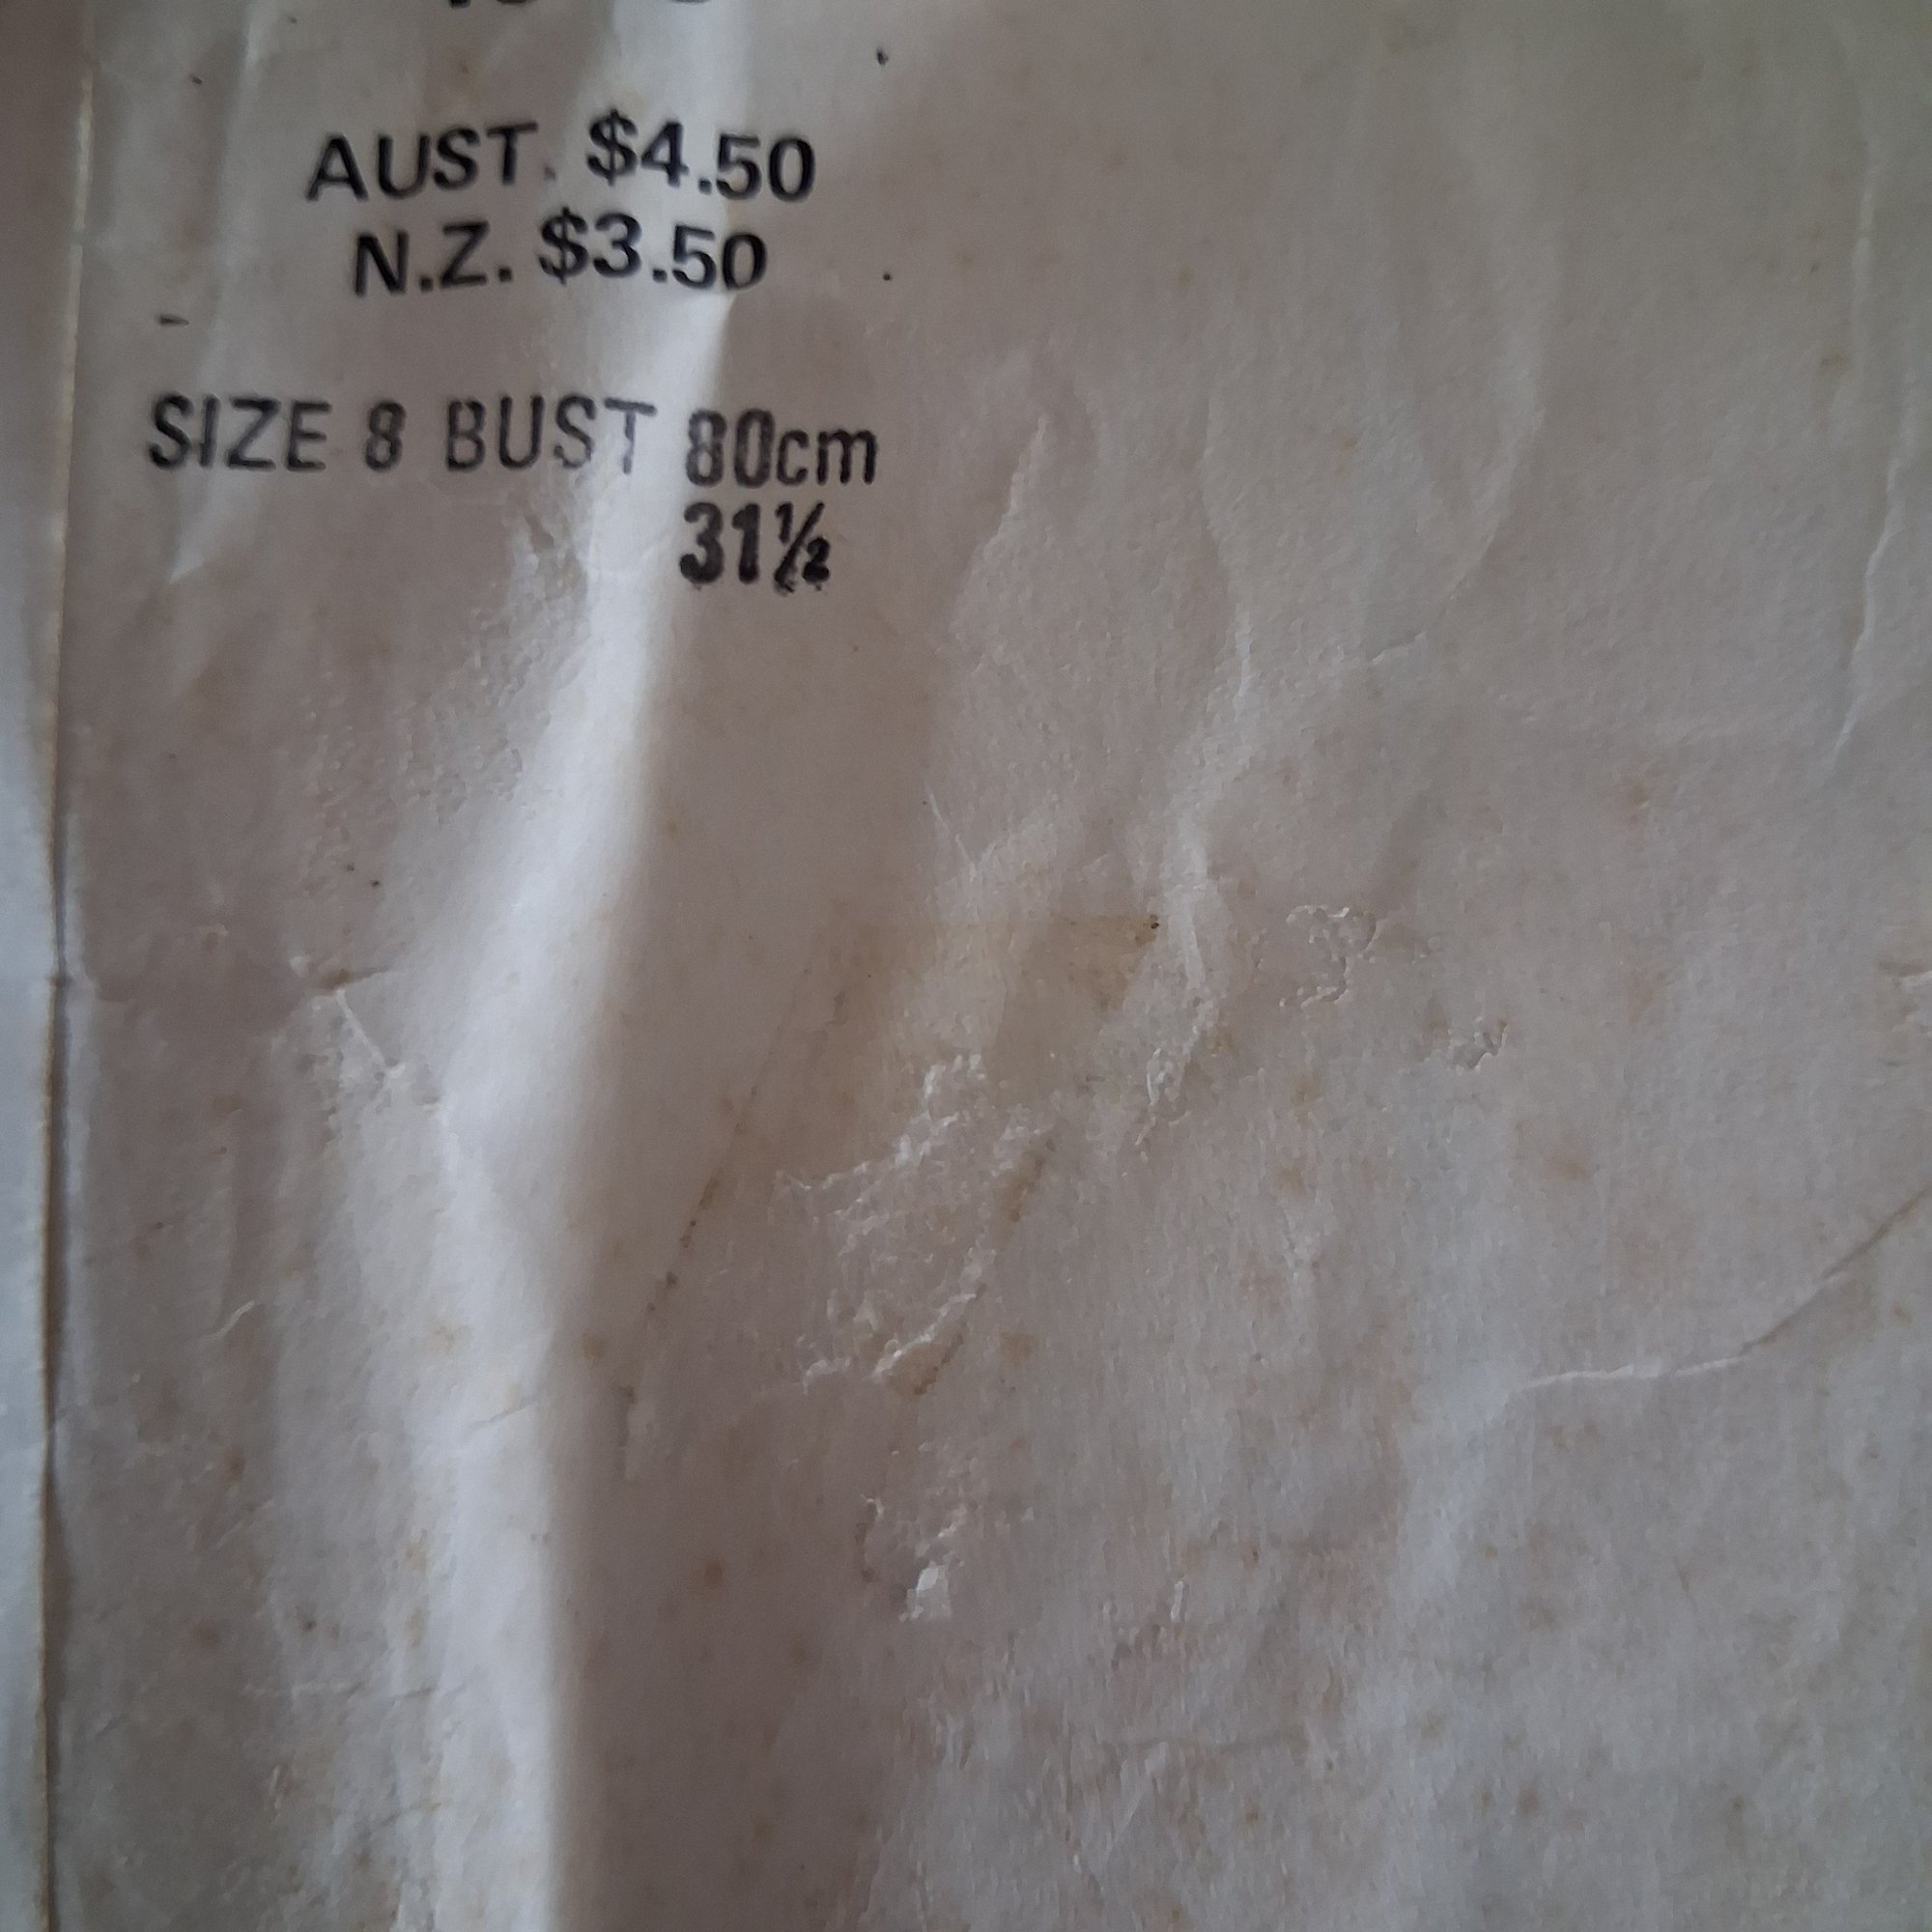 AUST. $4.50
N.Z. $3.50
SIZE 8 BUST 80cm
31½